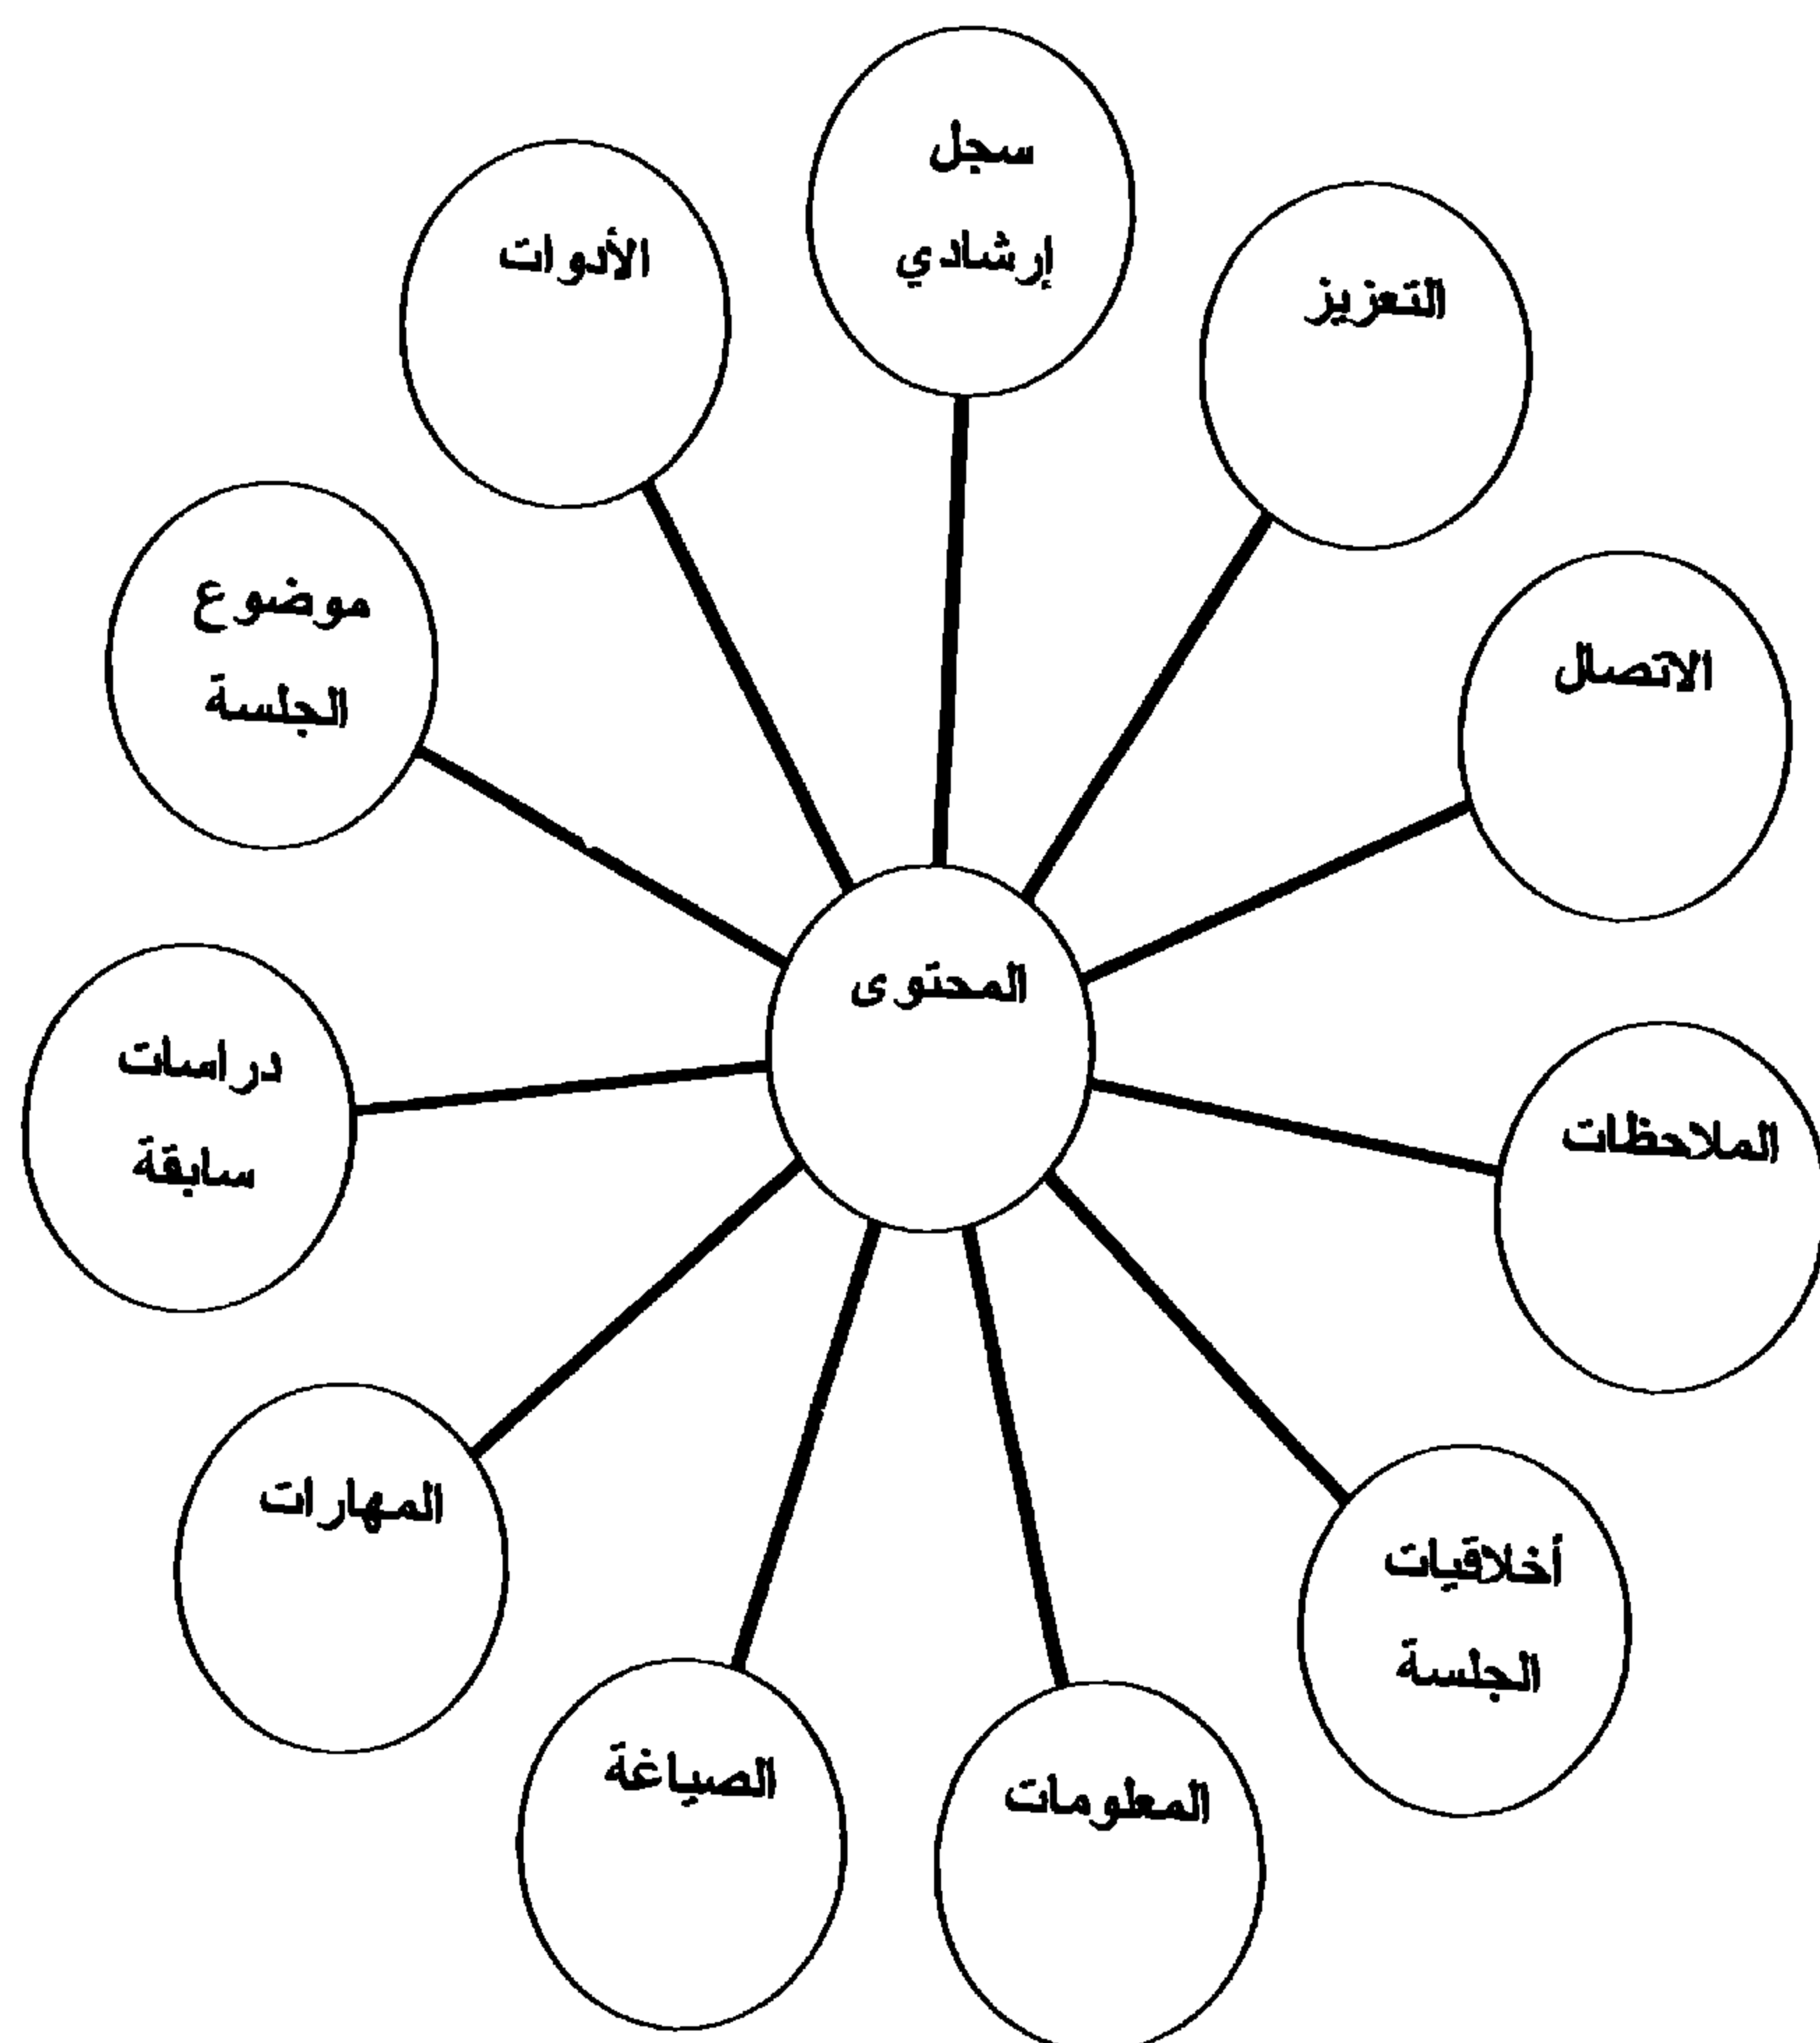 سجل
إرشادي
التعزيز
الاتصال
الملاحظات
أخلاقيات
الجلسة
المعلومات
الصياغة
المهارات
دراسات
سابقة
موضوع
الجلسة
الأدوات
المحتوى